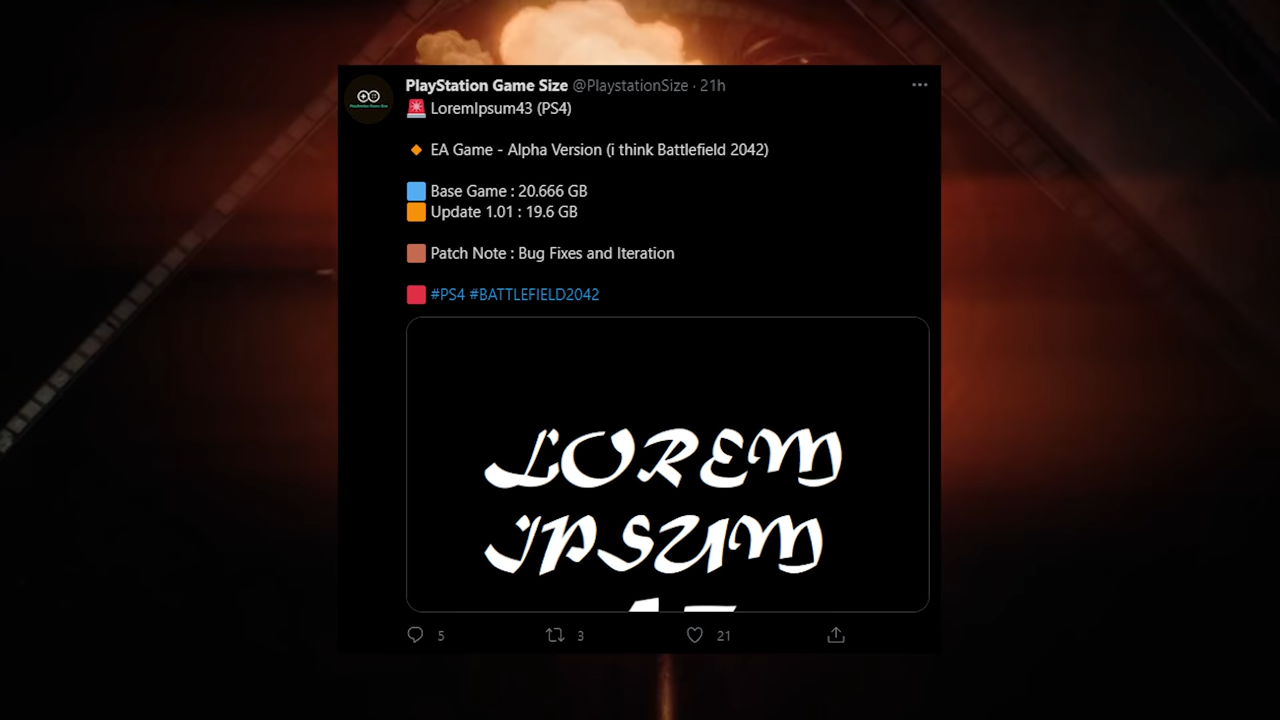 PlayStation Game Size @PlaystationSize · 21h
🚨 LoremIpsum43 (PS4)
🔸 EA Game - Alpha Version (i think Battlefield 2042)
🟦 Base Game : 20.666 GB
🟧 Update 1.01 : 19.6 GB
🟫 Patch Note : Bug Fixes and Iteration
🟥 #PS4 #BATTLEFIELD2042
LOREM
IPSUM
5 3 21